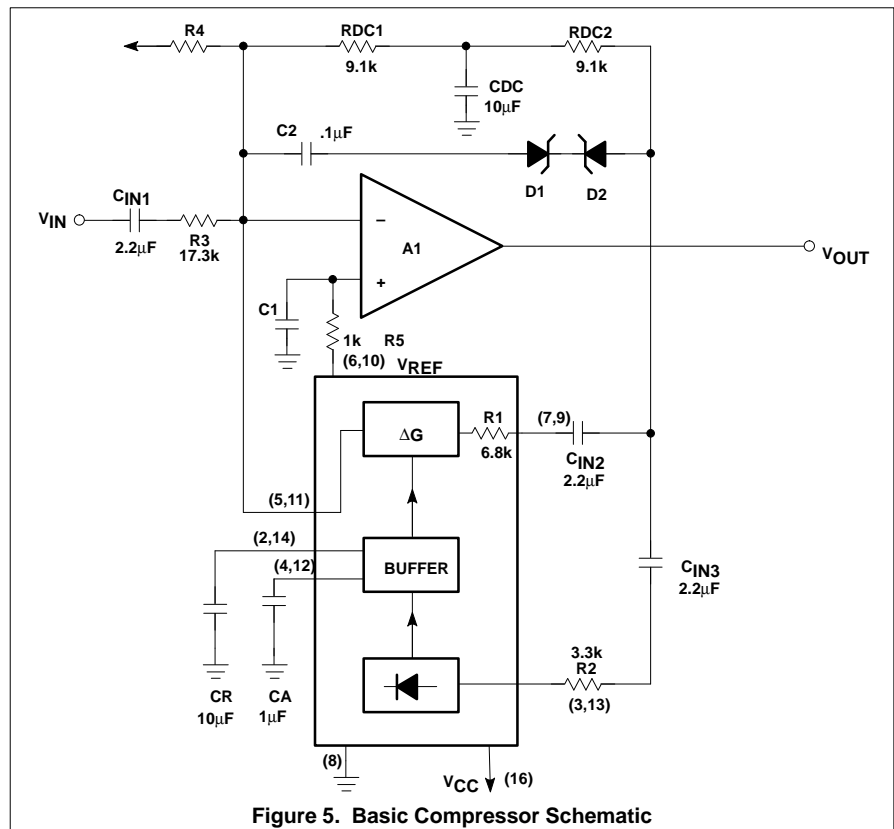 R4
RDC1
9.1k
RDC2
9.1k
CDC
10µF
C2
.1µF
D1
D2
CIN1
2.2µF
VIN
R3
17.3k
−
A1
+
VOUT
C1
1k
R5
(6,10)
VREF
ΔG
R1
6.8k
(7,9)
CIN2
2.2µF
(5,11)
(2,14)
(4,12)
BUFFER
CIN3
2.2µF
3.3k
R2
(3,13)
CR
10µF
CA
1µF
(8)
VCC
(16)
Figure 5. Basic Compressor Schematic